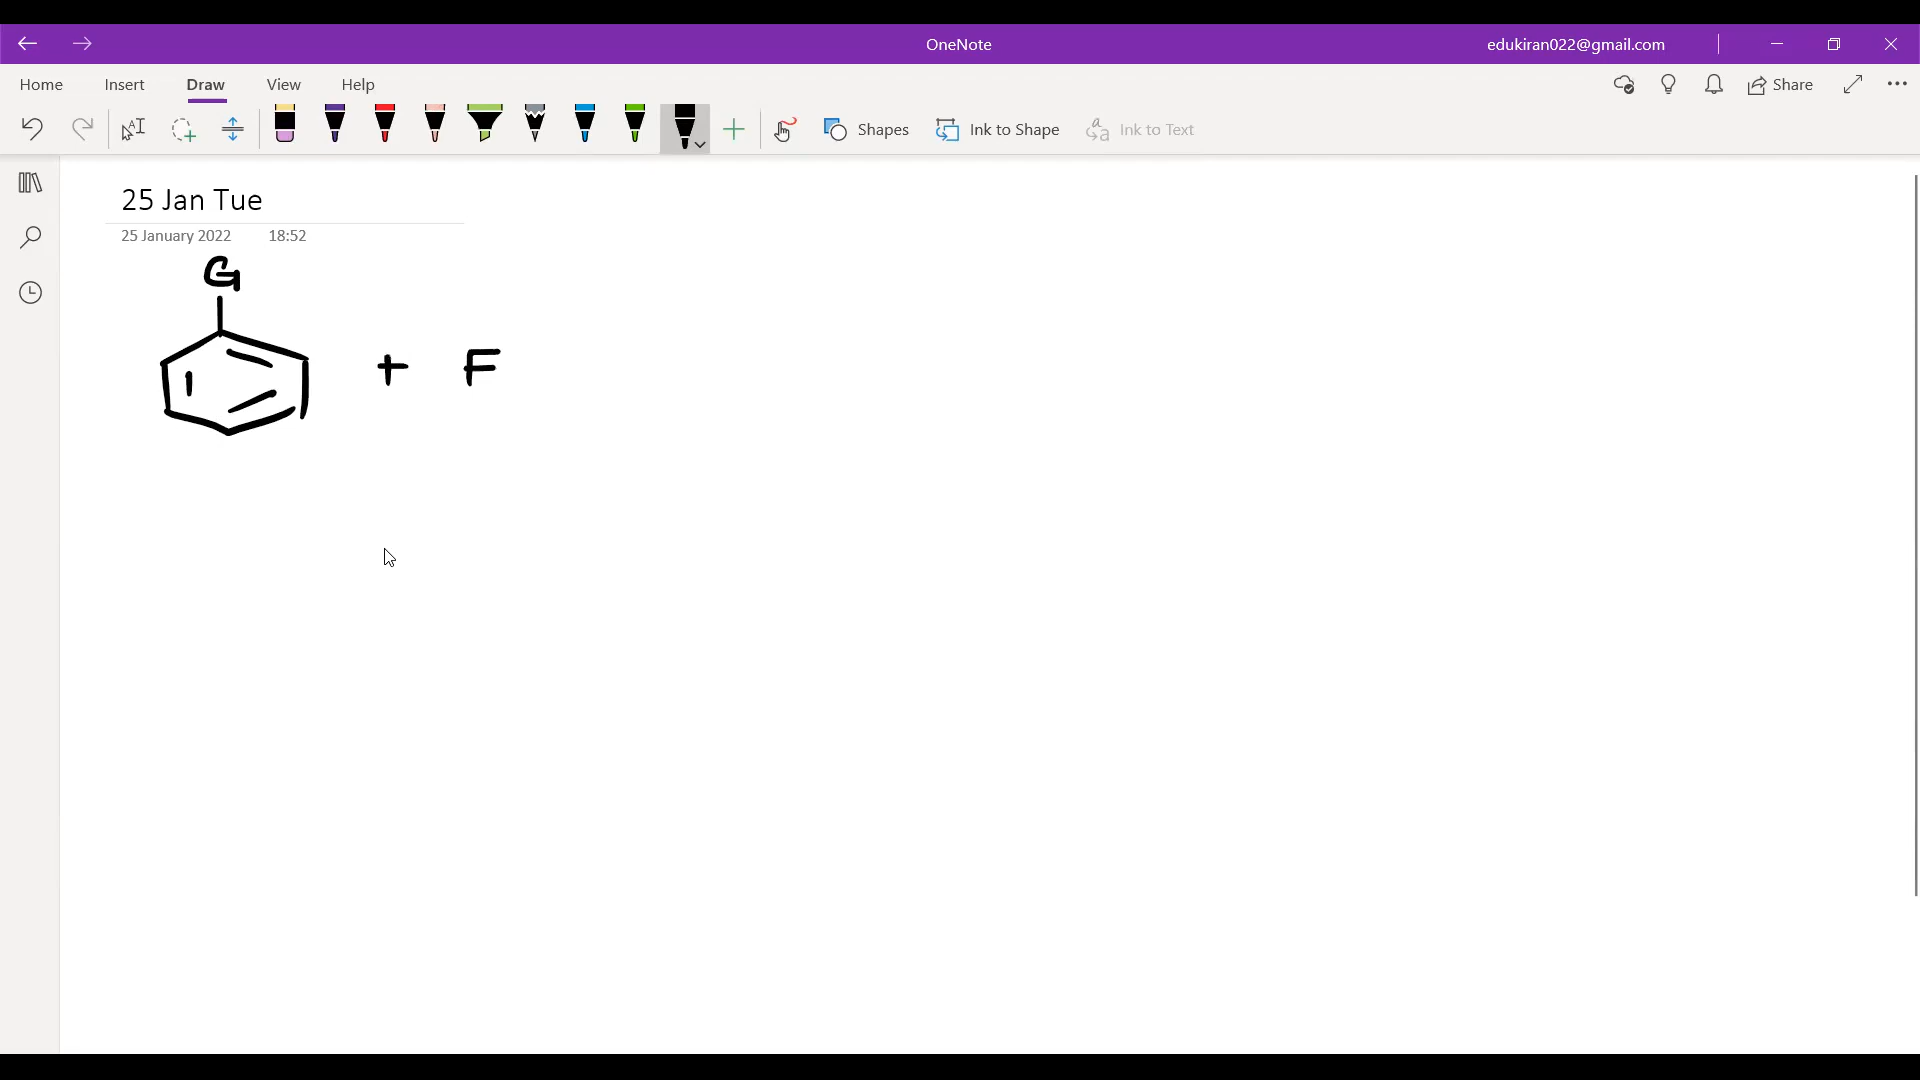 OneNote
edukiran022@gmail.com
Home Insert Draw View Help
Share
Shapes Ink to Shape Ink to Text
25 Jan Tue
25 January 2022 18:52
G
+ F